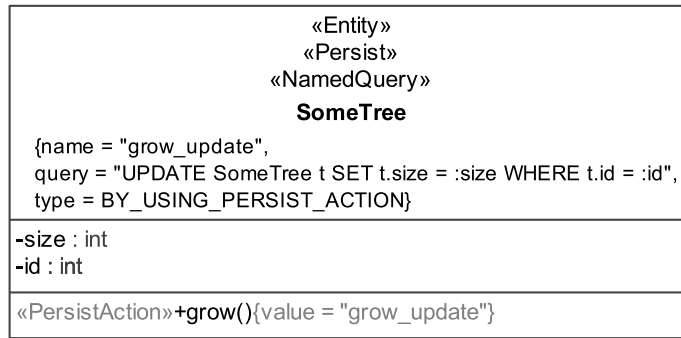 «Entity»
«Persist»
«NamedQuery»
SomeTree
{name = "grow_update",
query = "UPDATE SomeTree t SET t.size = :size WHERE t.id = :id",
type = BY_USING_PERSIST_ACTION}
-size : int
-id : int
«PersistAction»+grow(){value = "grow_update"}